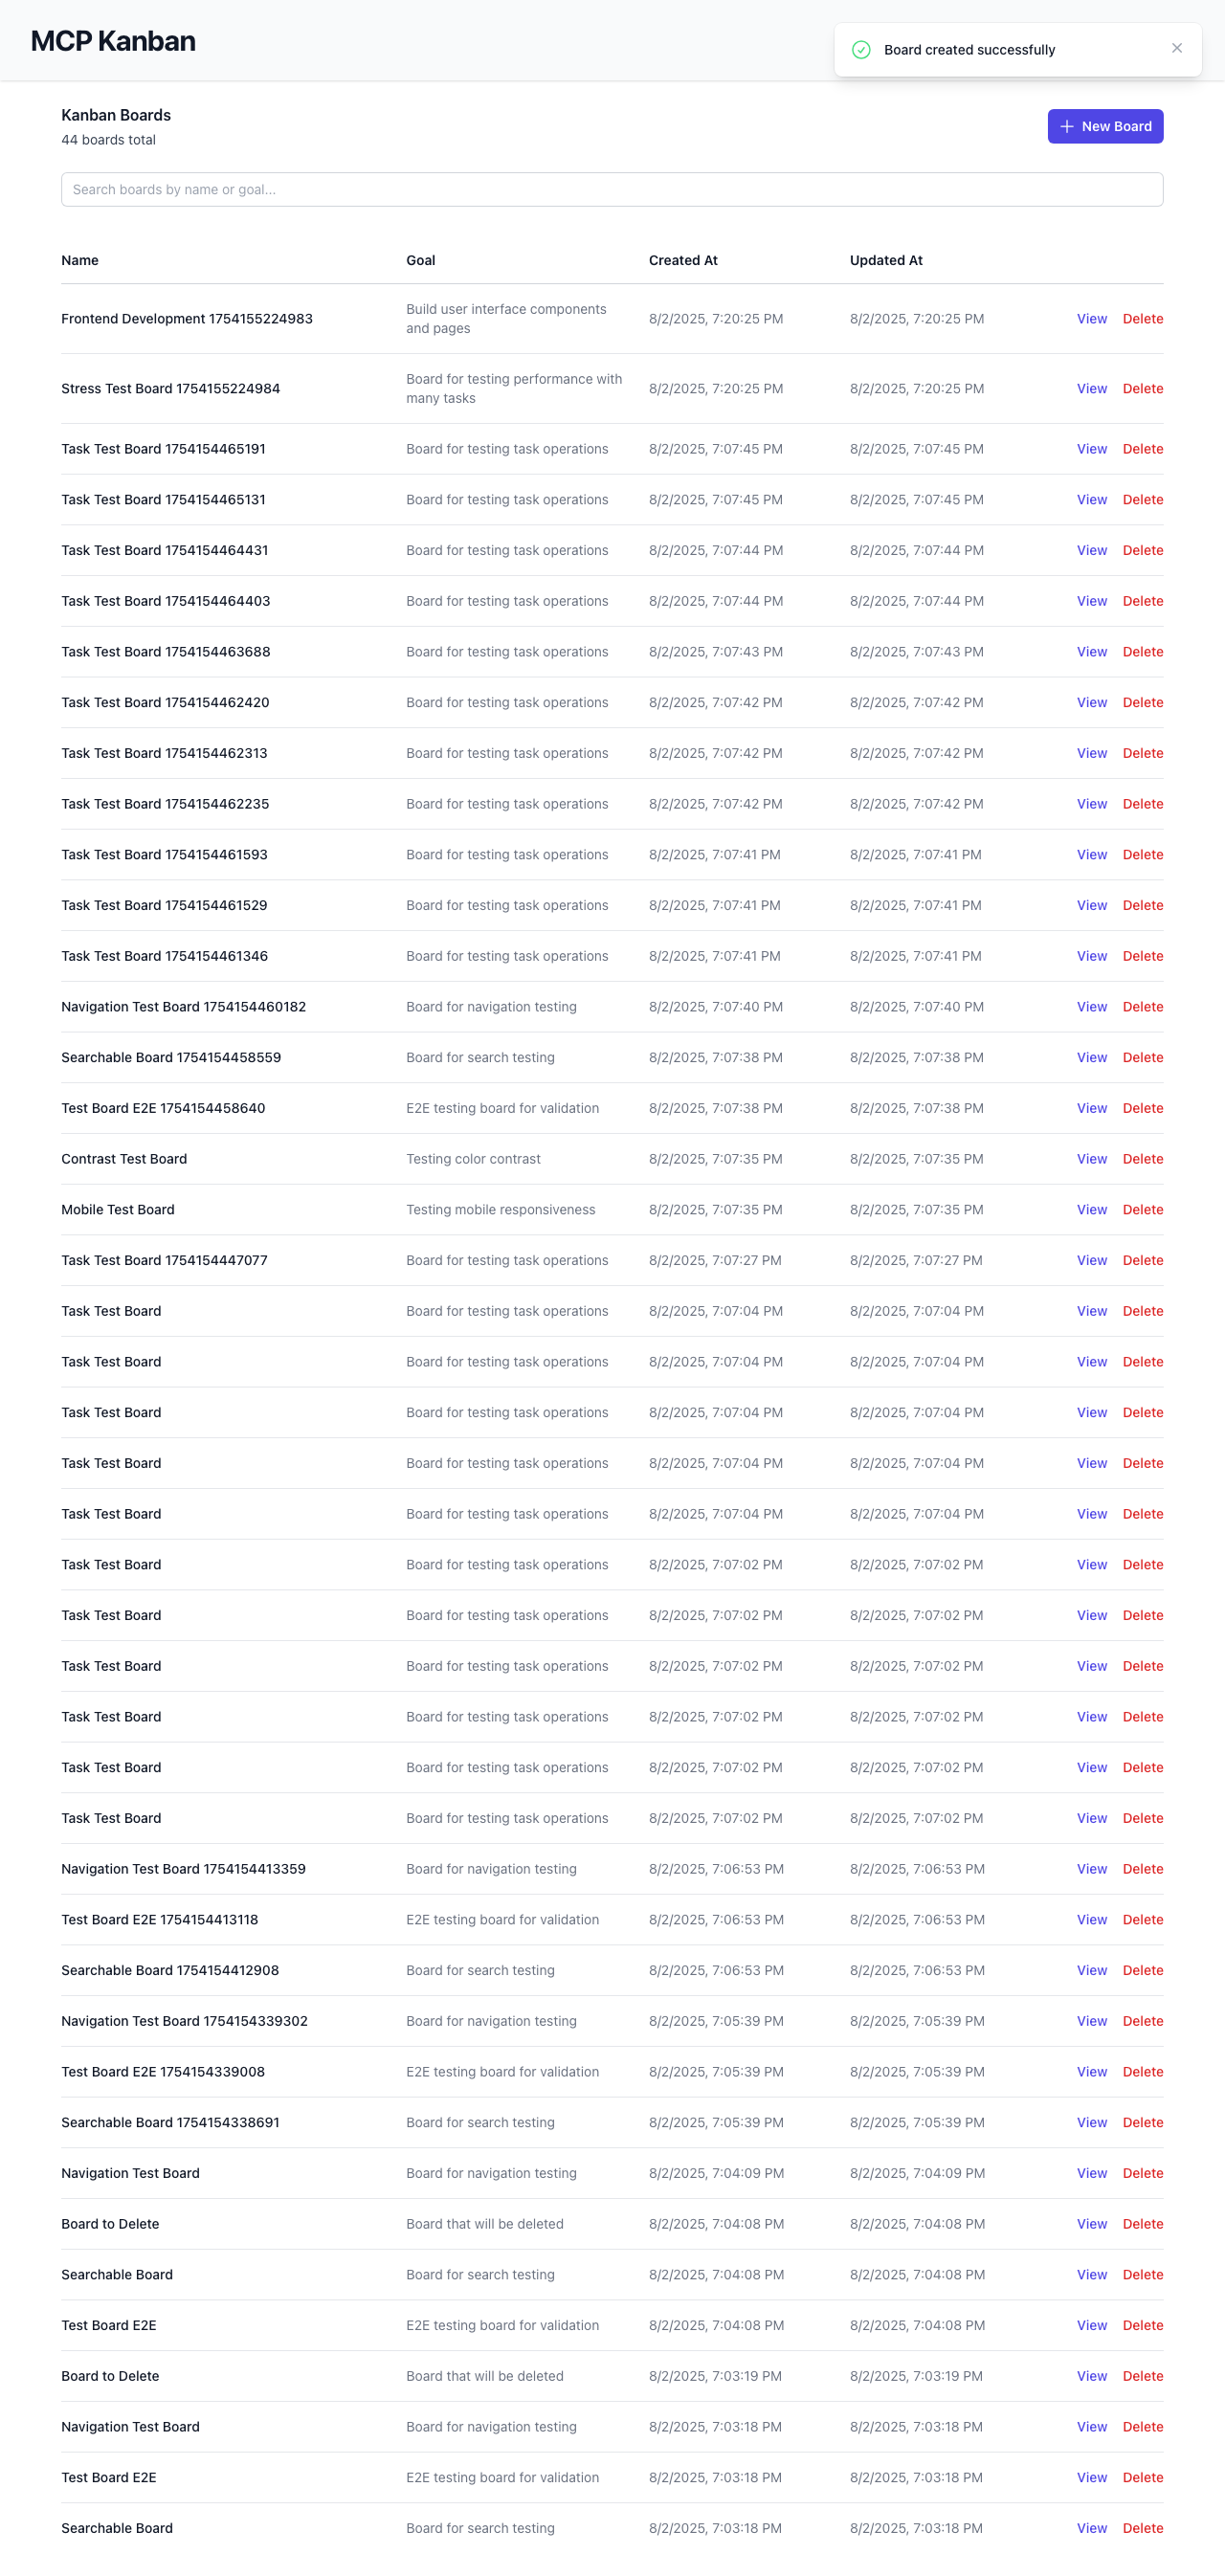 MCP Kanban
Board created successfully
Kanban Boards
44 boards total
New Board
Search boards by name or goal...
Name Goal Created At Updated At
Frontend Development 1754155224983 Build user interface components and pages 8/2/2025, 7:20:25 PM 8/2/2025, 7:20:25 PM View Delete
Stress Test Board 1754155224984 Board for testing performance with many tasks 8/2/2025, 7:20:25 PM 8/2/2025, 7:20:25 PM View Delete
Task Test Board 1754154465191 Board for testing task operations 8/2/2025, 7:07:45 PM 8/2/2025, 7:07:45 PM View Delete
Task Test Board 1754154465131 Board for testing task operations 8/2/2025, 7:07:45 PM 8/2/2025, 7:07:45 PM View Delete
Task Test Board 1754154464431 Board for testing task operations 8/2/2025, 7:07:44 PM 8/2/2025, 7:07:44 PM View Delete
Task Test Board 1754154464403 Board for testing task operations 8/2/2025, 7:07:44 PM 8/2/2025, 7:07:44 PM View Delete
Task Test Board 1754154463688 Board for testing task operations 8/2/2025, 7:07:43 PM 8/2/2025, 7:07:43 PM View Delete
Task Test Board 1754154462420 Board for testing task operations 8/2/2025, 7:07:42 PM 8/2/2025, 7:07:42 PM View Delete
Task Test Board 1754154462313 Board for testing task operations 8/2/2025, 7:07:42 PM 8/2/2025, 7:07:42 PM View Delete
Task Test Board 1754154462235 Board for testing task operations 8/2/2025, 7:07:42 PM 8/2/2025, 7:07:42 PM View Delete
Task Test Board 1754154461593 Board for testing task operations 8/2/2025, 7:07:41 PM 8/2/2025, 7:07:41 PM View Delete
Task Test Board 1754154461529 Board for testing task operations 8/2/2025, 7:07:41 PM 8/2/2025, 7:07:41 PM View Delete
Task Test Board 1754154461346 Board for testing task operations 8/2/2025, 7:07:41 PM 8/2/2025, 7:07:41 PM View Delete
Navigation Test Board 1754154460182 Board for navigation testing 8/2/2025, 7:07:40 PM 8/2/2025, 7:07:40 PM View Delete
Searchable Board 1754154458559 Board for search testing 8/2/2025, 7:07:38 PM 8/2/2025, 7:07:38 PM View Delete
Test Board E2E 1754154458640 E2E testing board for validation 8/2/2025, 7:07:38 PM 8/2/2025, 7:07:38 PM View Delete
Contrast Test Board Testing color contrast 8/2/2025, 7:07:35 PM 8/2/2025, 7:07:35 PM View Delete
Mobile Test Board Testing mobile responsiveness 8/2/2025, 7:07:35 PM 8/2/2025, 7:07:35 PM View Delete
Task Test Board 1754154447077 Board for testing task operations 8/2/2025, 7:07:27 PM 8/2/2025, 7:07:27 PM View Delete
Task Test Board Board for testing task operations 8/2/2025, 7:07:04 PM 8/2/2025, 7:07:04 PM View Delete
Task Test Board Board for testing task operations 8/2/2025, 7:07:04 PM 8/2/2025, 7:07:04 PM View Delete
Task Test Board Board for testing task operations 8/2/2025, 7:07:04 PM 8/2/2025, 7:07:04 PM View Delete
Task Test Board Board for testing task operations 8/2/2025, 7:07:04 PM 8/2/2025, 7:07:04 PM View Delete
Task Test Board Board for testing task operations 8/2/2025, 7:07:04 PM 8/2/2025, 7:07:04 PM View Delete
Task Test Board Board for testing task operations 8/2/2025, 7:07:02 PM 8/2/2025, 7:07:02 PM View Delete
Task Test Board Board for testing task operations 8/2/2025, 7:07:02 PM 8/2/2025, 7:07:02 PM View Delete
Task Test Board Board for testing task operations 8/2/2025, 7:07:02 PM 8/2/2025, 7:07:02 PM View Delete
Task Test Board Board for testing task operations 8/2/2025, 7:07:02 PM 8/2/2025, 7:07:02 PM View Delete
Task Test Board Board for testing task operations 8/2/2025, 7:07:02 PM 8/2/2025, 7:07:02 PM View Delete
Task Test Board Board for testing task operations 8/2/2025, 7:07:02 PM 8/2/2025, 7:07:02 PM View Delete
Navigation Test Board 1754154413359 Board for navigation testing 8/2/2025, 7:06:53 PM 8/2/2025, 7:06:53 PM View Delete
Test Board E2E 1754154413118 E2E testing board for validation 8/2/2025, 7:06:53 PM 8/2/2025, 7:06:53 PM View Delete
Searchable Board 1754154412908 Board for search testing 8/2/2025, 7:06:53 PM 8/2/2025, 7:06:53 PM View Delete
Navigation Test Board 1754154339302 Board for navigation testing 8/2/2025, 7:05:39 PM 8/2/2025, 7:05:39 PM View Delete
Test Board E2E 1754154339008 E2E testing board for validation 8/2/2025, 7:05:39 PM 8/2/2025, 7:05:39 PM View Delete
Searchable Board 1754154338691 Board for search testing 8/2/2025, 7:05:39 PM 8/2/2025, 7:05:39 PM View Delete
Navigation Test Board Board for navigation testing 8/2/2025, 7:04:09 PM 8/2/2025, 7:04:09 PM View Delete
Board to Delete Board that will be deleted 8/2/2025, 7:04:08 PM 8/2/2025, 7:04:08 PM View Delete
Searchable Board Board for search testing 8/2/2025, 7:04:08 PM 8/2/2025, 7:04:08 PM View Delete
Test Board E2E E2E testing board for validation 8/2/2025, 7:04:08 PM 8/2/2025, 7:04:08 PM View Delete
Board to Delete Board that will be deleted 8/2/2025, 7:03:19 PM 8/2/2025, 7:03:19 PM View Delete
Navigation Test Board Board for navigation testing 8/2/2025, 7:03:18 PM 8/2/2025, 7:03:18 PM View Delete
Test Board E2E E2E testing board for validation 8/2/2025, 7:03:18 PM 8/2/2025, 7:03:18 PM View Delete
Searchable Board Board for search testing 8/2/2025, 7:03:18 PM 8/2/2025, 7:03:18 PM View Delete